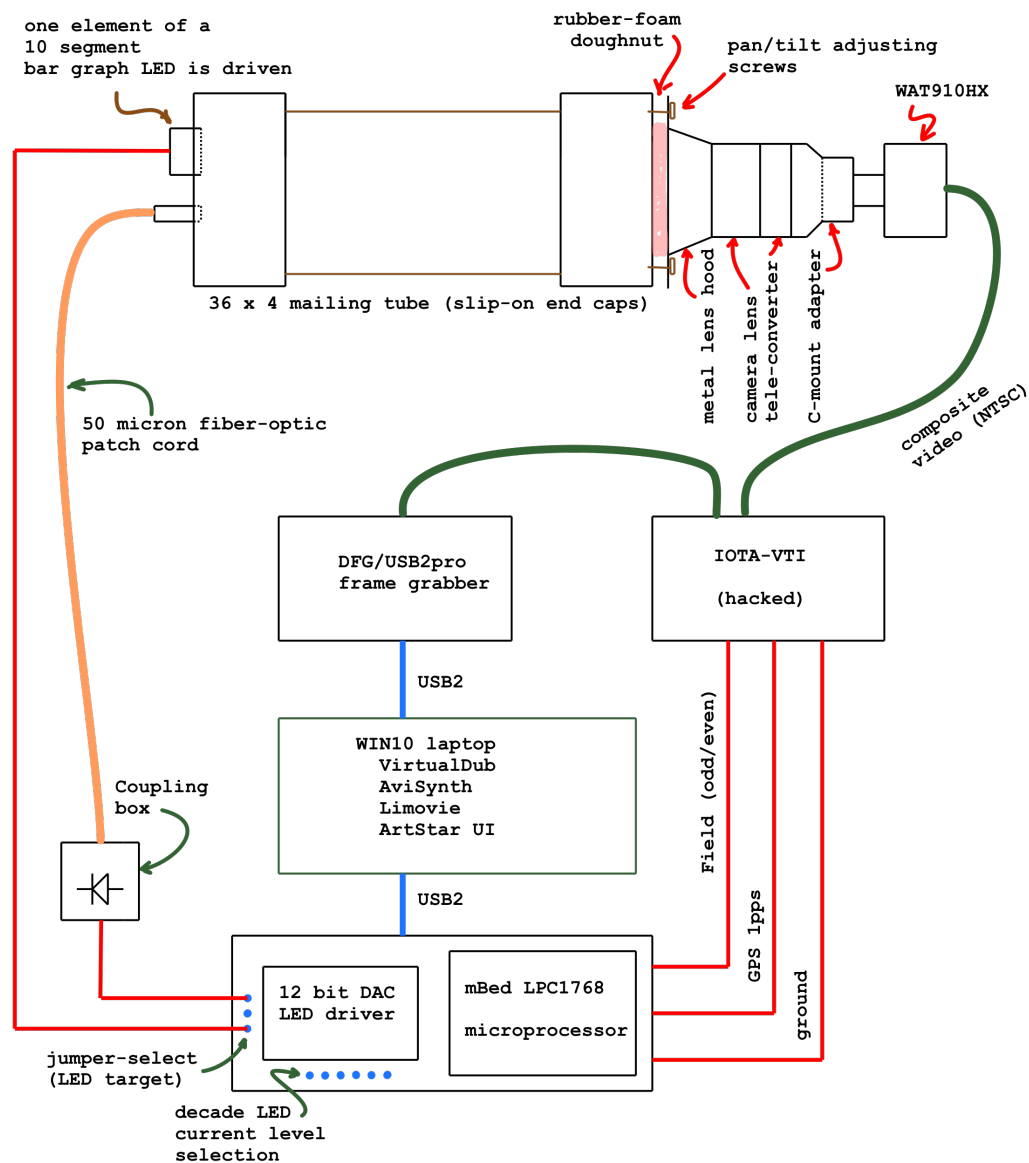 one element of a
10 segment
bar graph LED is driven
rubber-foam
doughnut
pan/tilt adjusting
screws
WAT910HX
36 x 4 mailing tube (slip-on end caps)
metal lens hood
camera lens
tele-converter
C-mount adapter
composite
video (NTSC)
50 micron fiber-optic
patch cord
DFG/USB2pro
frame grabber
IOTA-VTI
(hacked)
USB2
WIN10 laptop
VirtualDub
AviSynth
Limovie
ArtStar UI
Field (odd/even)
GPS 1pps
ground
Coupling
box
USB2
12 bit DAC
LED driver
mBed LPC1768
microprocessor
jumper-select
(LED target)
decade LED
current level
selection